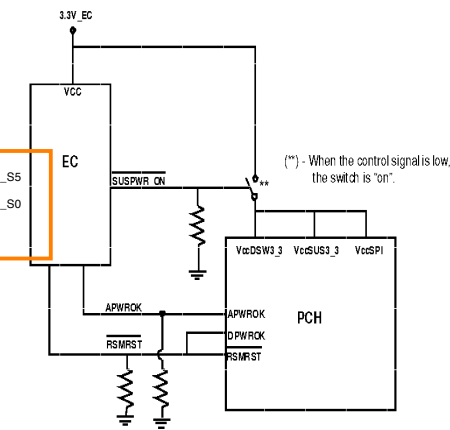 3.3V_EC
VCC
EC
_S5
_S0
SUSPWR_ON
**
(**) - When the control signal is low,
the switch is "on".
VccDSW3_3 VccSUS3_3 VccSPI
APWROK
APWROK
PCH
DPWROK
RSMRST
RSMRST